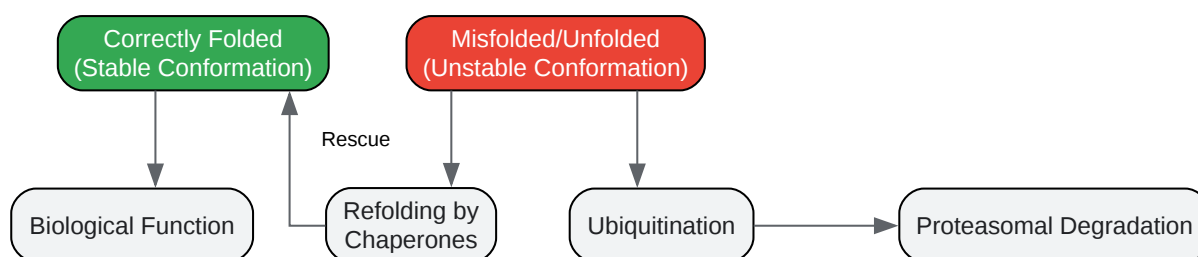 Correctly Folded
(Stable Conformation)
Misfolded/Unfolded
(Unstable Conformation)
Rescue
Biological Function
Refolding by
Chaperones
Ubiquitination
Proteasomal Degradation